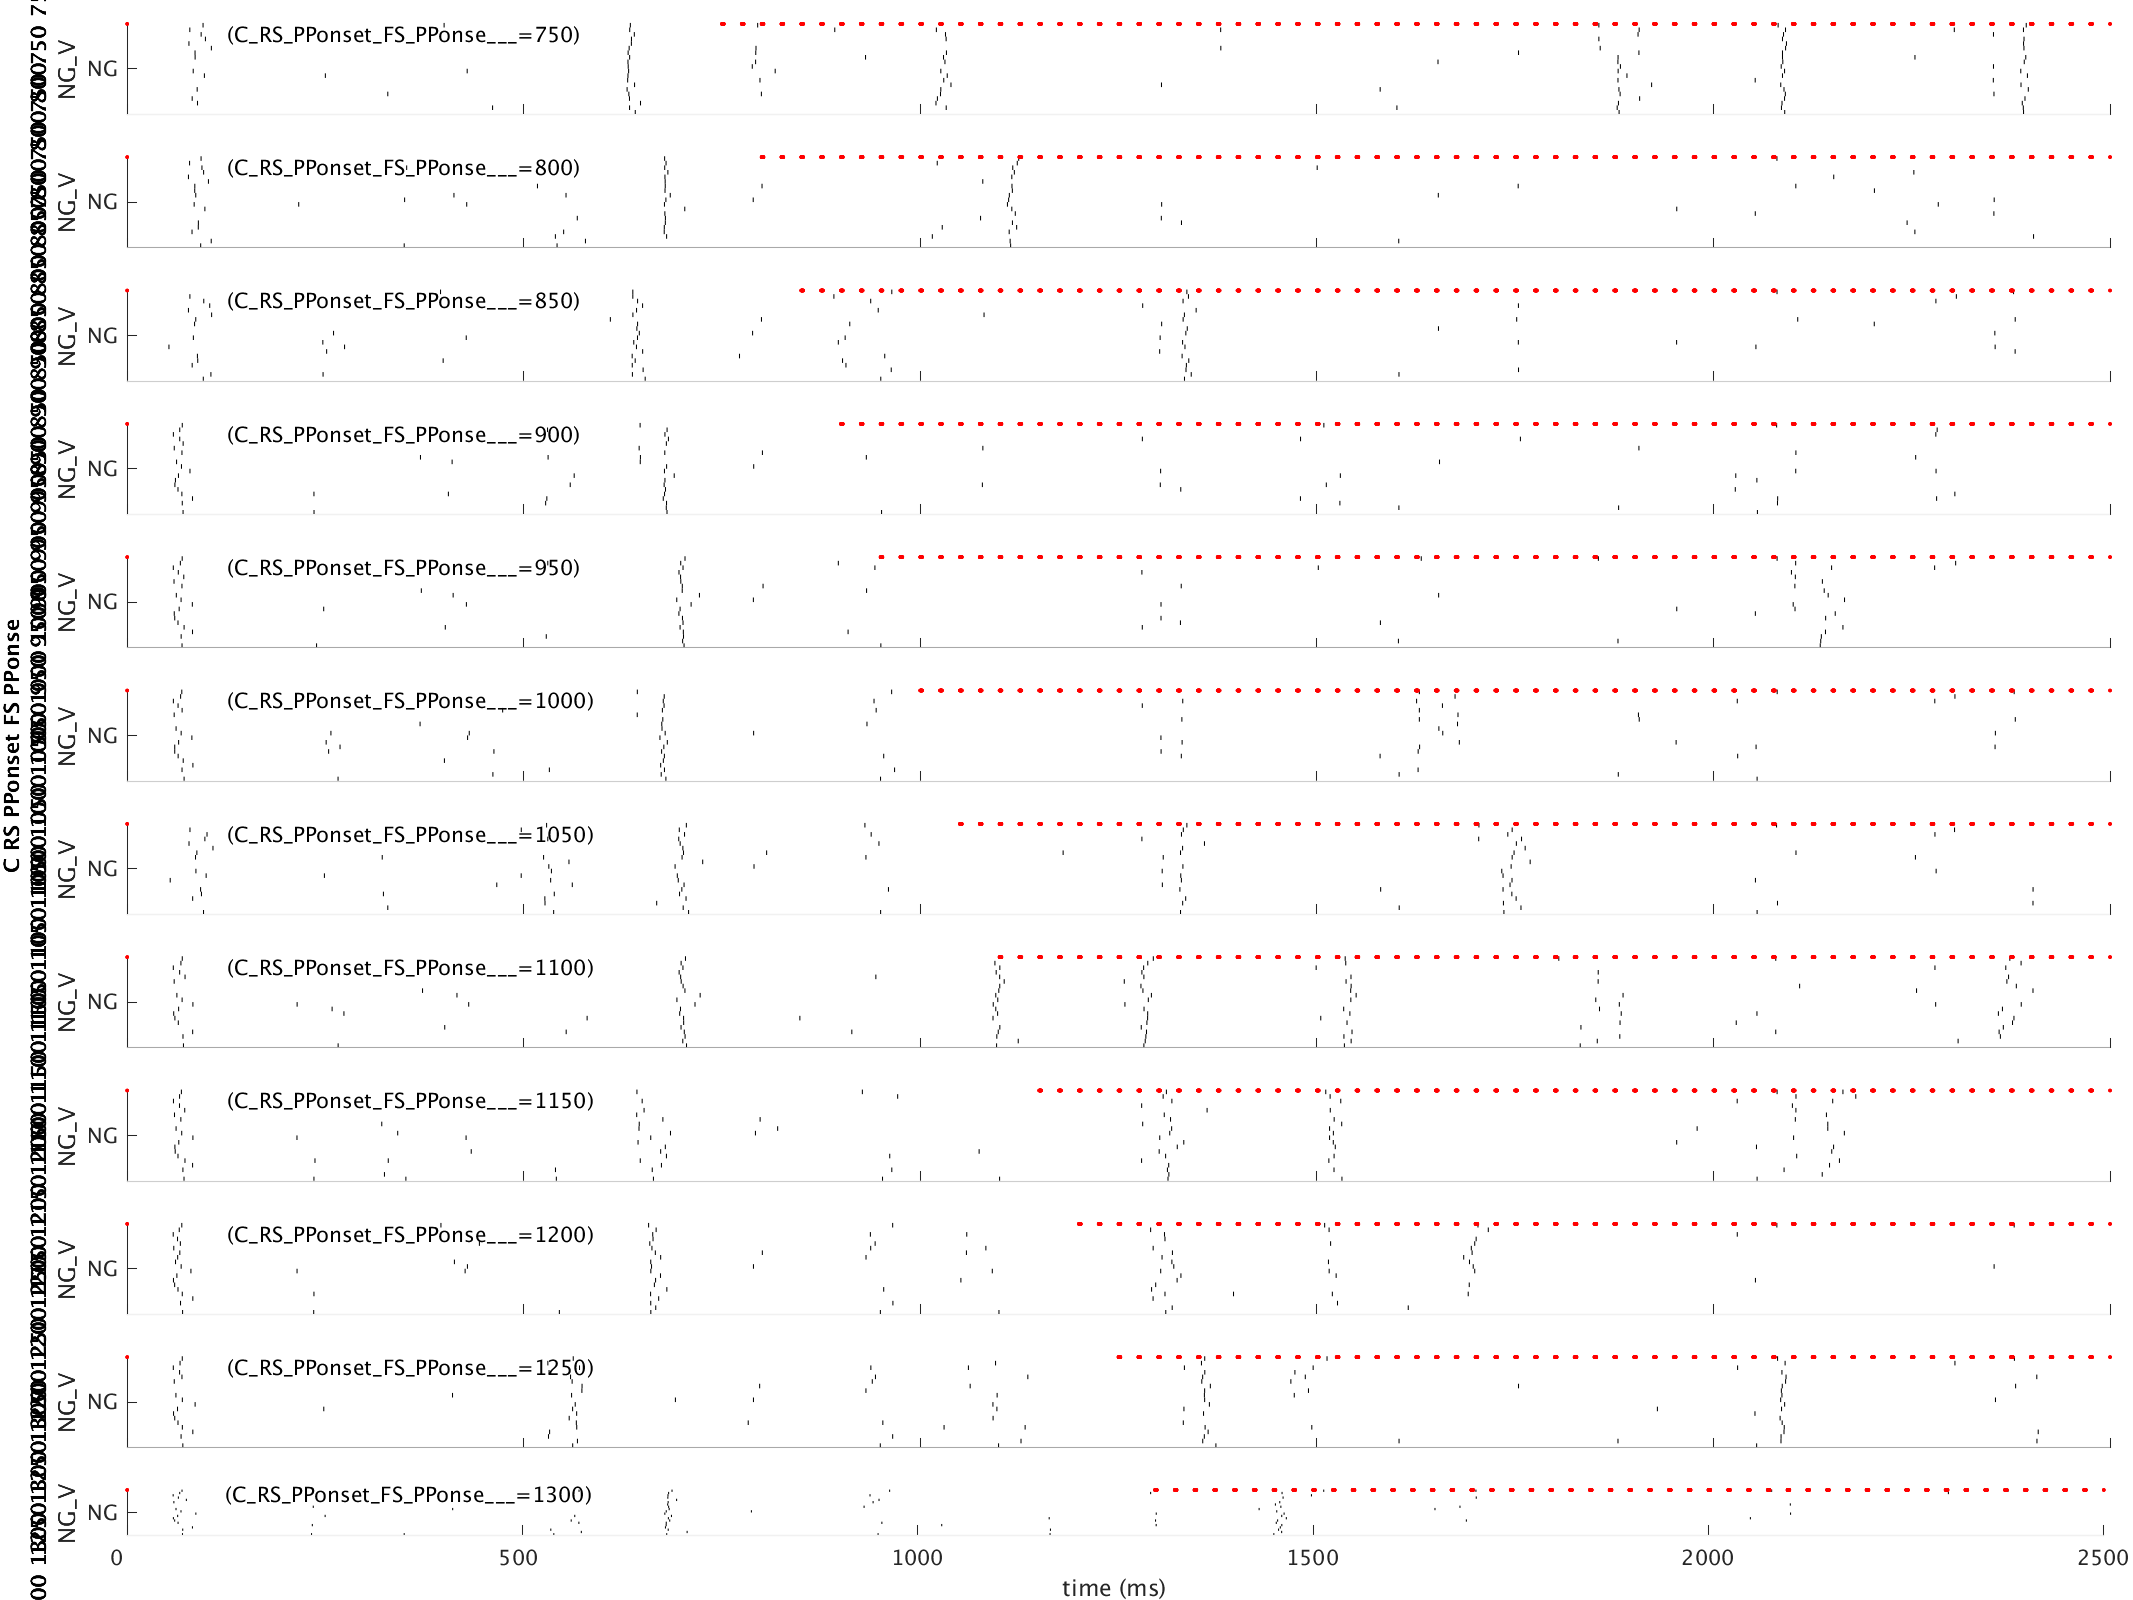 C RS PPonset FS PPonse
NG_V
NG
(C_RS_PPonset_FS_PPonse___=750)
NG_V
NG
(C_RS_PPonset_FS_PPonse___=800)
NG_V
NG
(C_RS_PPonset_FS_PPonse___=850)
NG_V
NG
(C_RS_PPonset_FS_PPonse___=900)
NG_V
NG
(C_RS_PPonset_FS_PPonse___=950)
NG_V
NG
(C_RS_PPonset_FS_PPonse___=1000)
NG_V
NG
(C_RS_PPonset_FS_PPonse___=1050)
NG_V
NG
(C_RS_PPonset_FS_PPonse___=1100)
NG_V
NG
(C_RS_PPonset_FS_PPonse___=1150)
NG_V
NG
(C_RS_PPonset_FS_PPonse___=1200)
NG_V
NG
(C_RS_PPonset_FS_PPonse___=1250)
NG_V
NG
(C_RS_PPonset_FS_PPonse___=1300)
0 500 1000 1500 2000 2500
time (ms)